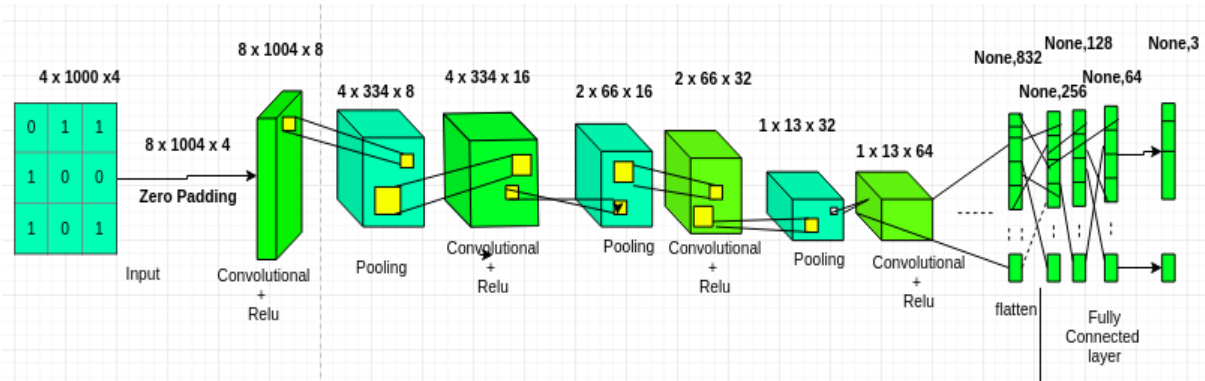 4 x 1000 x4
0 1 1
1 0 0
1 0 1
Input
8 x 1004 x 4
Zero Padding
8 x 1004 x 8
Convolutional
+
Relu
4 x 334 x 8
Pooling
4 x 334 x 16
Convolutional
+
Relu
2 x 66 x 16
Pooling
2 x 66 x 32
Convolutional
+
Relu
1 x 13 x 32
Pooling
1 x 13 x 64
Convolutional
+
Relu
None,832
flatten
None,256
None,128
None,64
None,3
Fully
Connected
layer